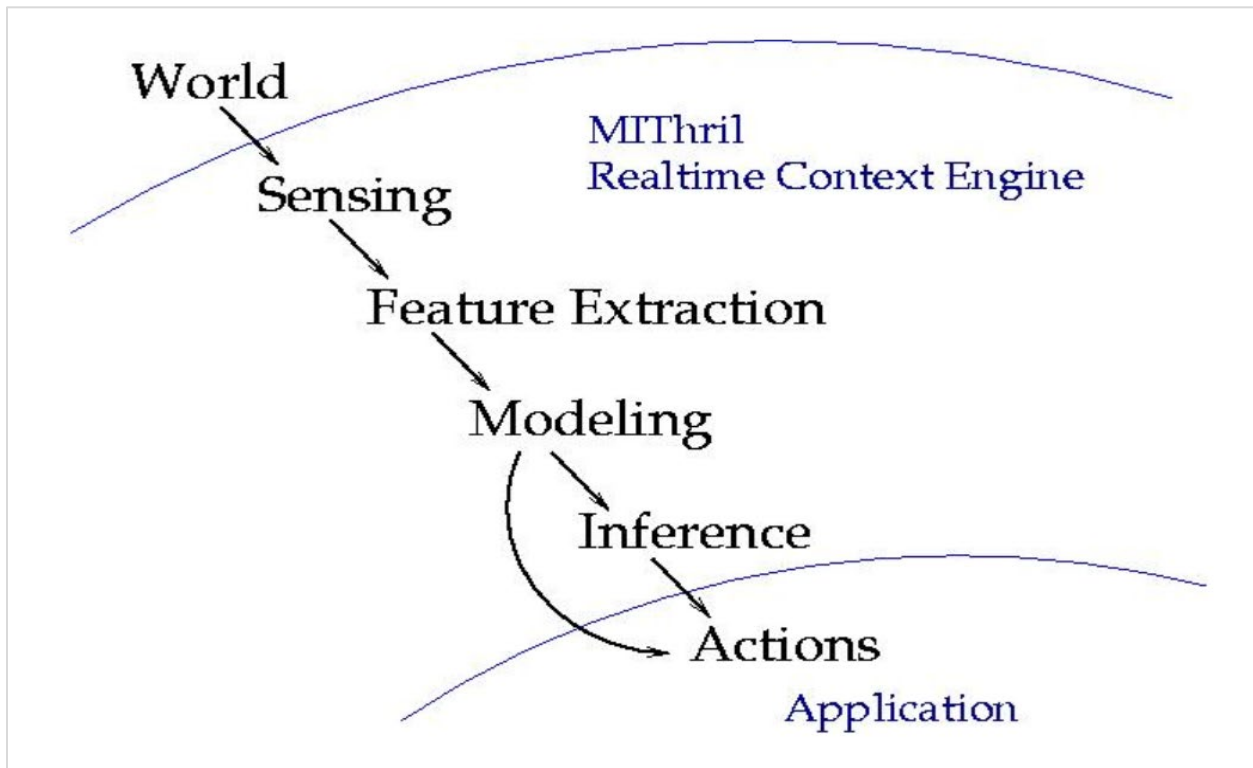 World
MIThril
Realtime Context Engine
Sensing
Feature Extraction
Modeling
Inference
Actions
Application